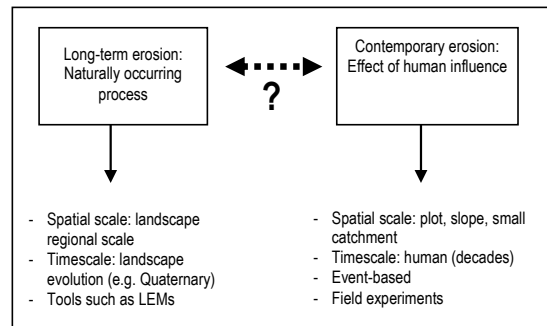 Long-term erosion:
Naturally occurring
process
Contemporary erosion:
Effect of human influence
?
- Spatial scale: landscape
regional scale
- Timescale: landscape
evolution (e.g. Quaternary)
- Tools such as LEMs
- Spatial scale: plot, slope, small
catchment
- Timescale: human (decades)
- Event-based
- Field experiments